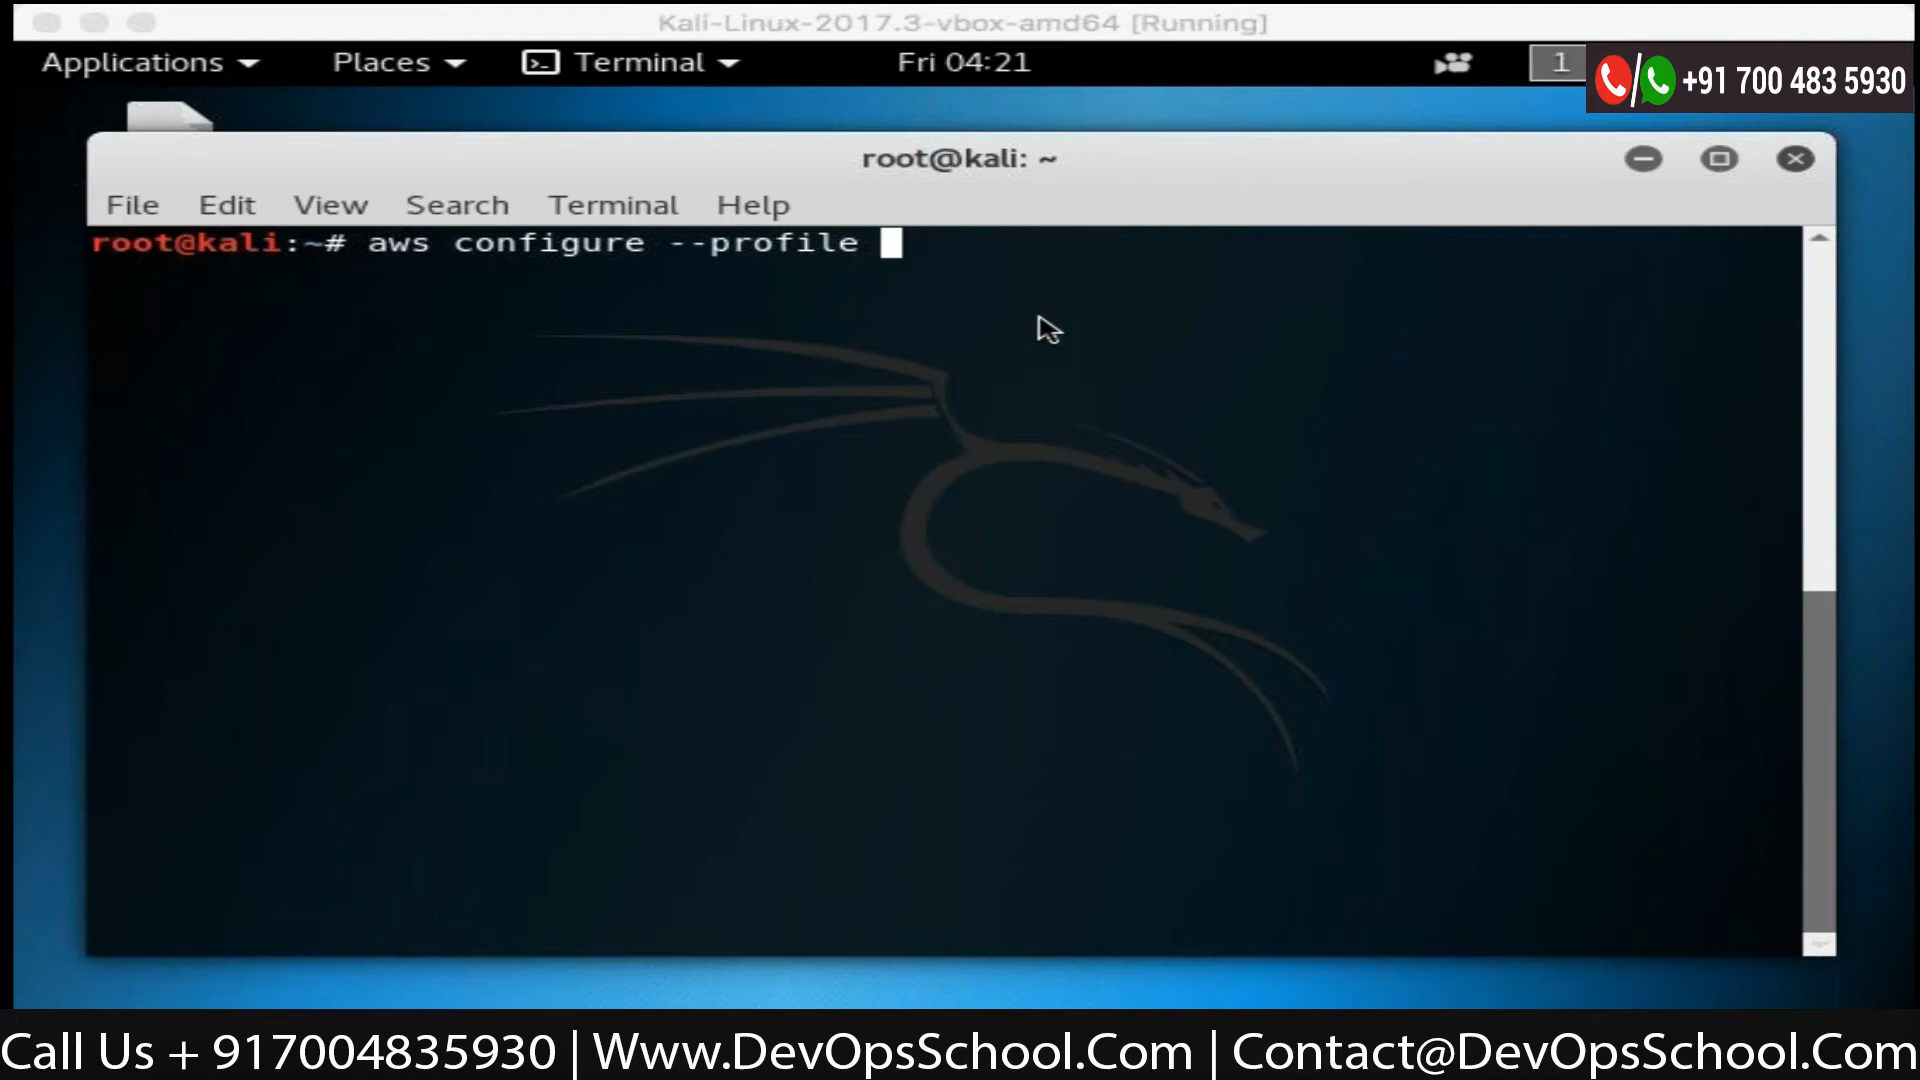 Kali-Linux-2017.3-vbox-amd64 [Running]
Applications Places Terminal Fri 04:21 1
+91 700 483 5930
root@kali: ~
File Edit View Search Terminal Help
root@kali:~# aws configure --profile
Call Us + 917004835930 | Www.DevOpsSchool.Com | Contact@DevOpsSchool.Com